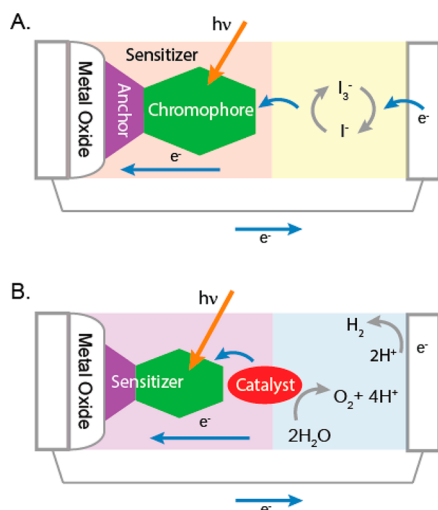 A.
hν
Sensitizer
Metal Oxide
Anchor
Chromophore
I₃⁻
I⁻
e⁻
e⁻
e⁻
B.
hν
Metal Oxide
Sensitizer
Catalyst
H₂
2H⁺
e⁻
O₂+ 4H⁺
2H₂O
e⁻
e⁻